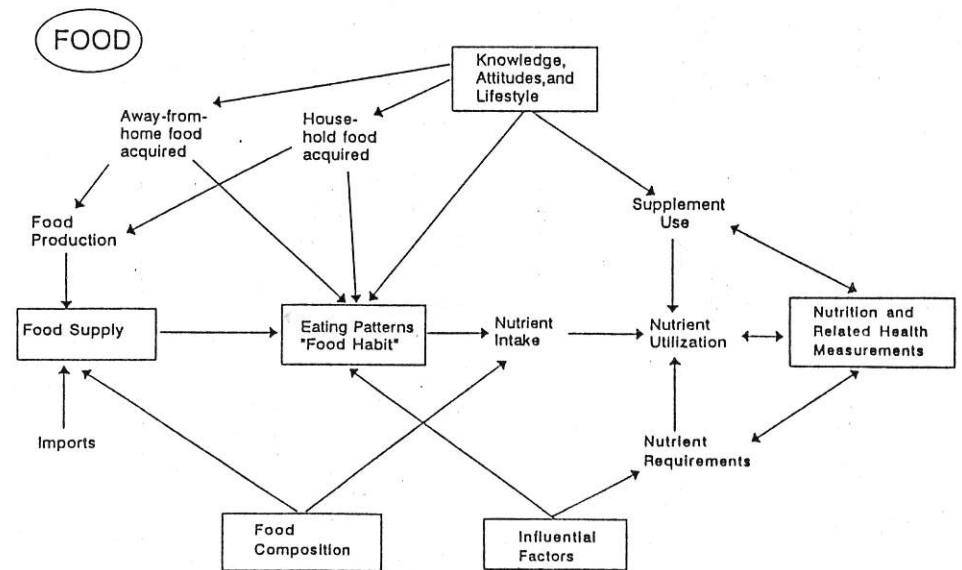 FOOD
Knowledge,
Attitudes,and
Lifestyle
Away-from-
home food
acquired
House-
hold food
acquired
Supplement
Use
Food
Production
Food Supply
Eating Patterns
"Food Habit"
Nutrient
Intake
Nutrient
Utilization
Nutrition and
Related Health
Measurements
Imports
Nutrient
Requirements
Food
Composition
Influential
Factors